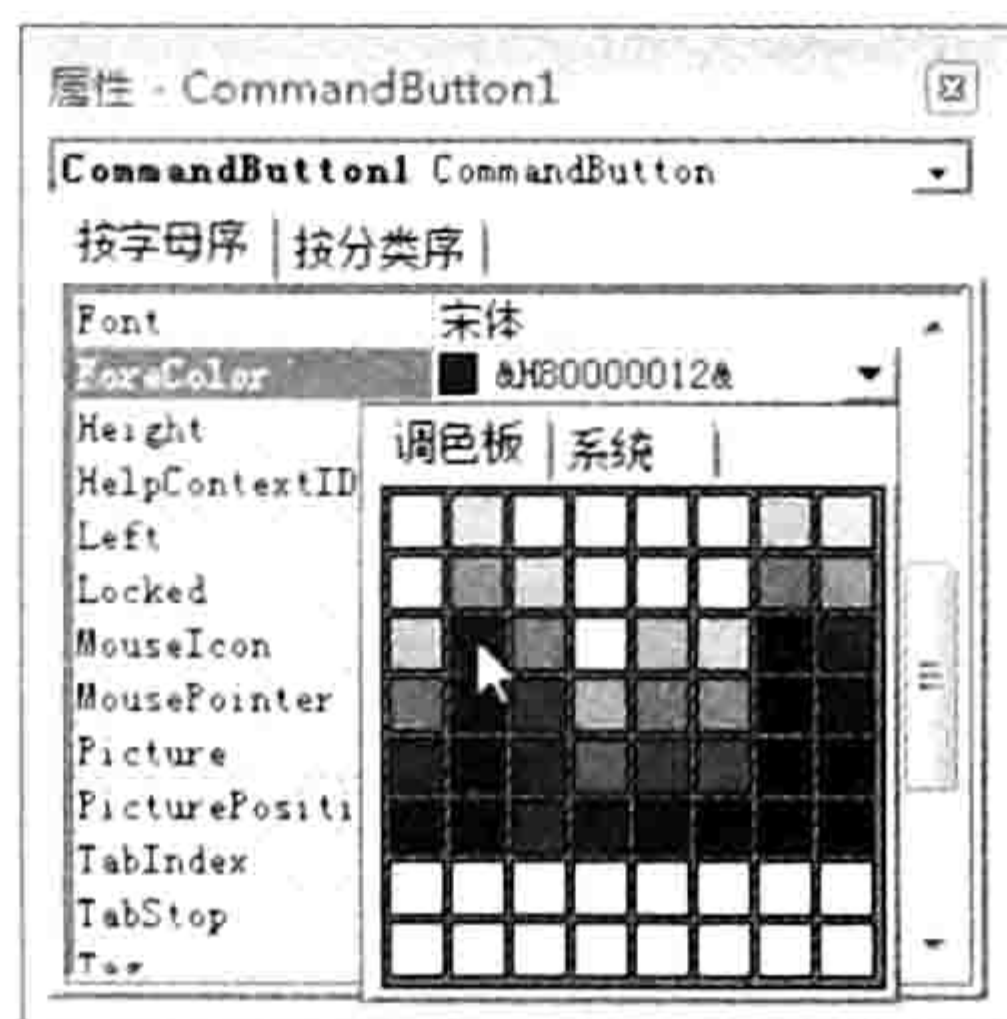 属性 - CommandButton1
CommandButton1 CommandButton
按字母序 按分类序
Font 宋体
ForeColor &H80000012&
调色板 系统
Height
HelpContextID
Left
Locked
MouseIcon
MousePointer
Picture
PicturePositi
TabIndex
TabStop